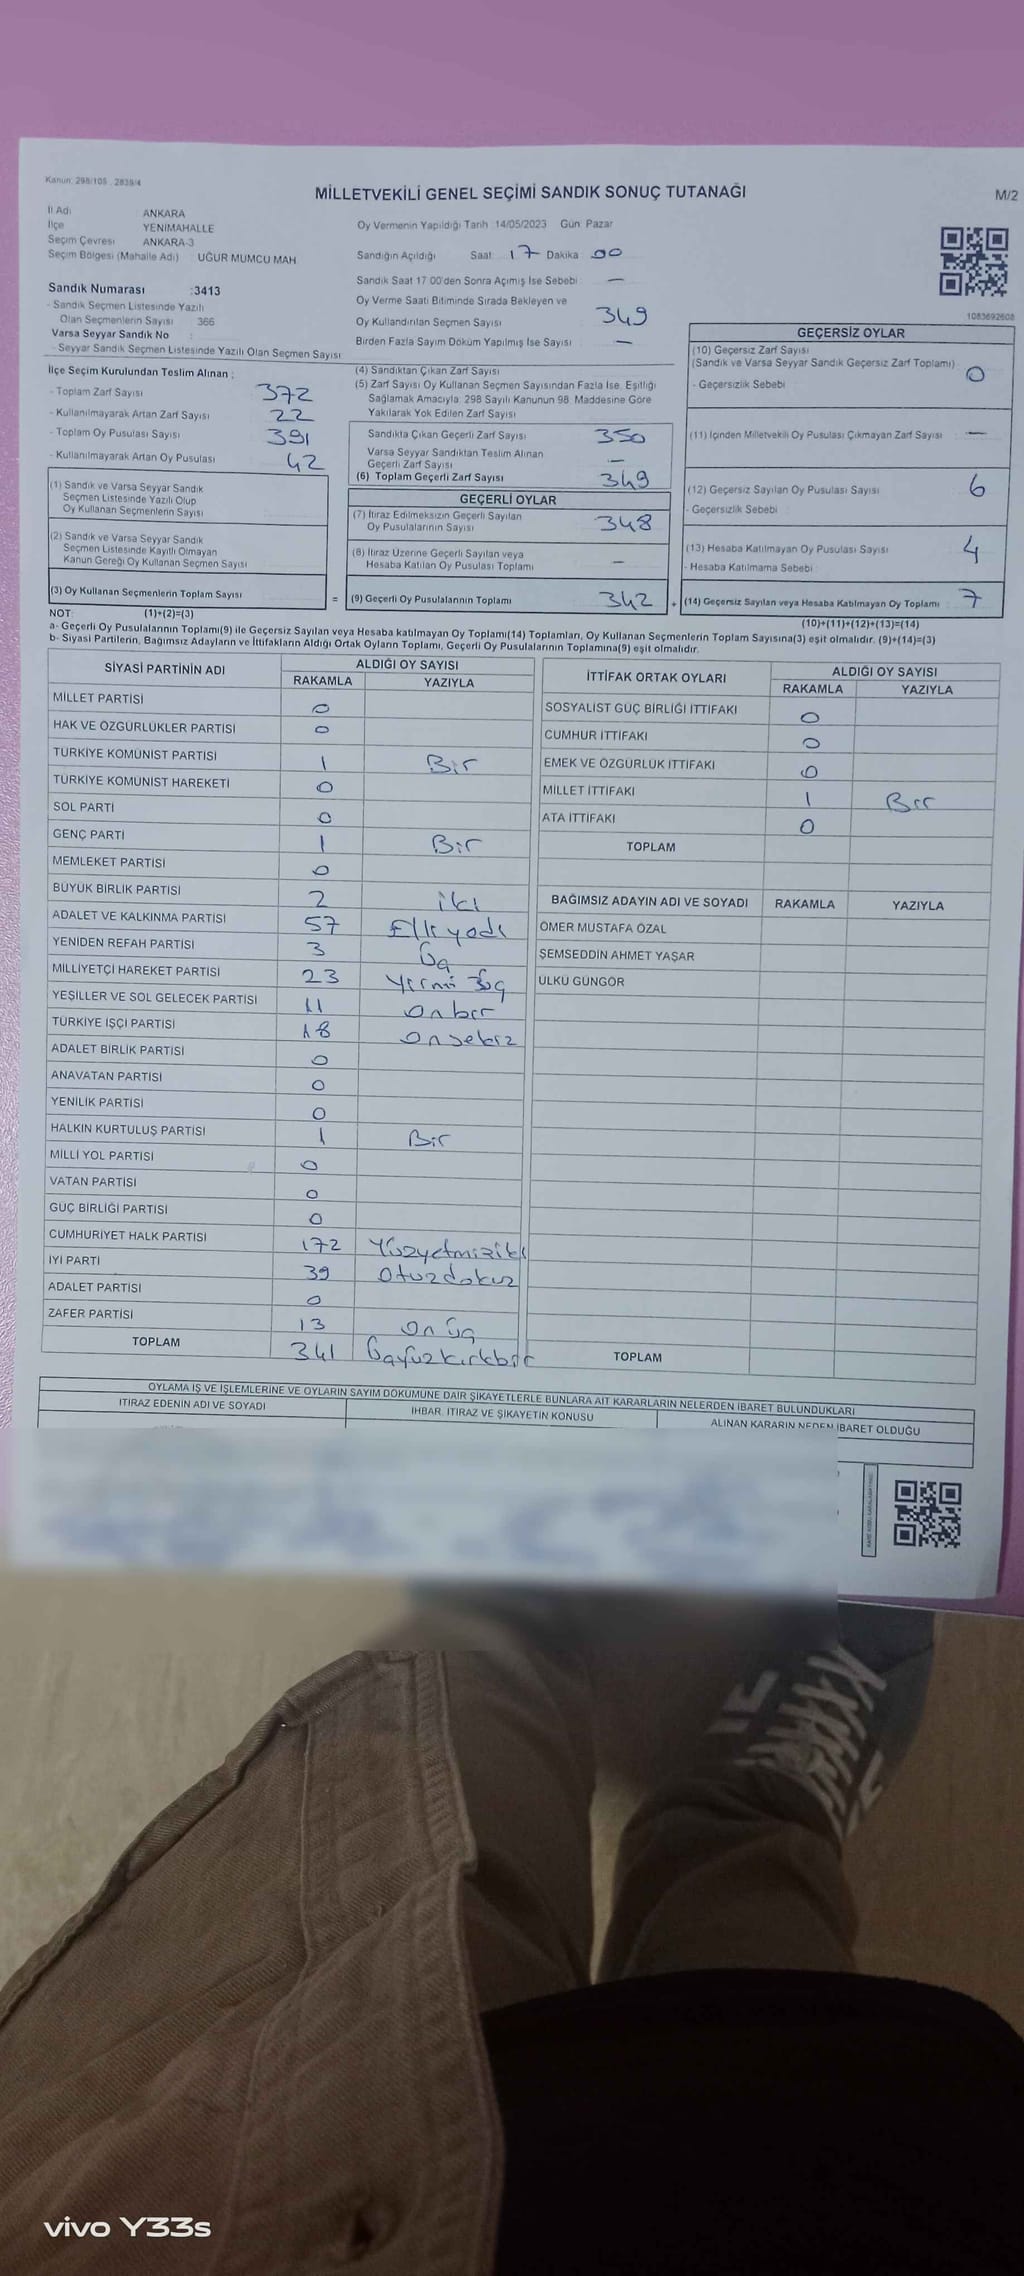 Kanun: 298/105 , 2839/4
MİLLETVEKİLİ GENEL SEÇİMİ SANDIK SONUÇ TUTANAĞI
M/2
İl Adı ANKARA
İlçe YENİMAHALLE
Seçim Çevresi ANKARA-3
Seçim Bölgesi (Mahalle Adı) UĞUR MUMCU MAH
Sandık Numarası :3413
- Sandık Seçmen Listesinde Yazılı
Olan Seçmenlerin Sayısı 366
Varsa Seyyar Sandık No :
- Seyyar Sandık Seçmen Listesinde Yazılı Olan Seçmen Sayısı
Oy Vermenin Yapıldığı Tarih 14/05/2023 Gün: Pazar
Sandığın Açıldığı Saat: 17 Dakika 00
Sandık Saat 17:00'den Sonra Açımış İse Sebebi : —
Oy Verme Saati Bitiminde Sırada Bekleyen ve
Oy Kullandırılan Seçmen Sayısı 349
Birden Fazla Sayım Döküm Yapılmış İse Sayısı —
1083692608
İlçe Seçim Kurulundan Teslim Alınan ;
- Toplam Zarf Sayısı 372
- Kullanılmayarak Artan Zarf Sayısı 22
- Toplam Oy Pusulası Sayısı 391
- Kullanılmayarak Artan Oy Pusulası 42
(1) Sandık ve Varsa Seyyar Sandık
Seçmen Listesinde Yazılı Olup
Oy Kullanan Seçmenlerin Sayısı
(2) Sandık ve Varsa Seyyar Sandık
Seçmen Listesinde Kayıtlı Olmayan
Kanun Gereği Oy Kullanan Seçmen Sayısı
(3) Oy Kullanan Seçmenlerin Toplam Sayısı
(1)+(2)=(3)
(4) Sandıktan Çıkan Zarf Sayısı
(5) Zarf Sayısı Oy Kullanan Seçmen Sayısından Fazla İse, Eşitliği
Sağlamak Amacıyla, 298 Sayılı Kanunun 98. Maddesine Göre
Yakılarak Yok Edilen Zarf Sayısı
Sandıkta Çıkan Geçerli Zarf Sayısı 350
Varsa Seyyar Sandıktan Teslim Alınan
Geçerli Zarf Sayısı —
(6) Toplam Geçerli Zarf Sayısı 349
GEÇERLİ OYLAR
(7) İtiraz Edilmeksizin Geçerli Sayılan
Oy Pusulalarının Sayısı 348
(8) İtiraz Üzerine Geçerli Sayılan veya
Hesaba Katılan Oy Pusulası Toplamı —
= (9) Geçerli Oy Pusulalarının Toplamı 342 +
GEÇERSİZ OYLAR
(10) Geçersiz Zarf Sayısı
(Sandık ve Varsa Seyyar Sandık Geçersiz Zarf Toplamı) 0
- Geçersizlik Sebebi :
(11) İçinden Milletvekili Oy Pusulası Çıkmayan Zarf Sayısı —
(12) Geçersiz Sayılan Oy Pusulası Sayısı 6
- Geçersizlik Sebebi :
(13) Hesaba Katılmayan Oy Pusulası Sayısı 4
- Hesaba Katılmama Sebebi :
(14) Geçersiz Sayılan veya Hesaba Katılmayan Oy Toplamı 7
(10)+(11)+(12)+(13)=(14)
NOT:
a- Geçerli Oy Pusulalarının Toplamı(9) ile Geçersiz Sayılan veya Hesaba katılmayan Oy Toplamı(14) Toplamları, Oy Kullanan Seçmenlerin Toplam Sayısına(3) eşit olmalıdır. (9)+(14)=(3)
b- Siyasi Partilerin, Bağımsız Adayların ve İttifakların Aldığı Ortak Oyların Toplamı, Geçerli Oy Pusulalarının Toplamına(9) eşit olmalıdır.
SİYASİ PARTİNİN ADI ALDIĞI OY SAYISI
RAKAMLA YAZIYLA
MİLLET PARTİSİ 0
HAK VE ÖZGÜRLÜKLER PARTİSİ 0
TÜRKİYE KOMÜNİST PARTİSİ 1 Bir
TÜRKİYE KOMÜNİST HAREKETİ 0
SOL PARTİ 0
GENÇ PARTİ 1 Bir
MEMLEKET PARTİSİ 0
BÜYÜK BİRLİK PARTİSİ 2 iki
ADALET VE KALKINMA PARTİSİ 57 Elliyedi
YENİDEN REFAH PARTİSİ 3 Üç
MİLLİYETÇİ HAREKET PARTİSİ 23 Yirmi üç
YEŞİLLER VE SOL GELECEK PARTİSİ 11 onbir
TÜRKİYE İŞÇİ PARTİSİ 18 onsekiz
ADALET BİRLİK PARTİSİ 0
ANAVATAN PARTİSİ 0
YENİLİK PARTİSİ 0
HALKIN KURTULUŞ PARTİSİ 1 Bir
MİLLİ YOL PARTİSİ 0
VATAN PARTİSİ 0
GÜÇ BİRLİĞİ PARTİSİ 0
CUMHURİYET HALK PARTİSİ 172 Yüzyetmişiki
İYİ PARTİ 39 otuzdokuz
ADALET PARTİSİ 0
ZAFER PARTİSİ 13 on üç
TOPLAM 341 Üçyüzkırkbir
İTTİFAK ORTAK OYLARI ALDIĞI OY SAYISI
RAKAMLA YAZIYLA
SOSYALİST GÜÇ BİRLİĞİ İTTİFAKI 0
CUMHUR İTTİFAKI 0
EMEK VE ÖZGÜRLÜK İTTİFAKI 0
MİLLET İTTİFAKI 1 Bir
ATA İTTİFAKI 0
TOPLAM
BAĞIMSIZ ADAYIN ADI VE SOYADI RAKAMLA YAZIYLA
ÖMER MUSTAFA ÖZAL
ŞEMSEDDİN AHMET YAŞAR
ÜLKÜ GÜNGÖR
TOPLAM
OYLAMA İŞ VE İŞLEMLERİNE VE OYLARIN SAYIM DÖKÜMÜNE DAİR ŞİKAYETLERLE BUNLARA AİT KARARLARIN NELERDEN İBARET BULUNDUKLARI
İTİRAZ EDENİN ADI VE SOYADI İHBAR, İTİRAZ VE ŞİKAYETİN KONUSU ALINAN KARARIN NEDEN İBARET OLDUĞU
vivo Y33s